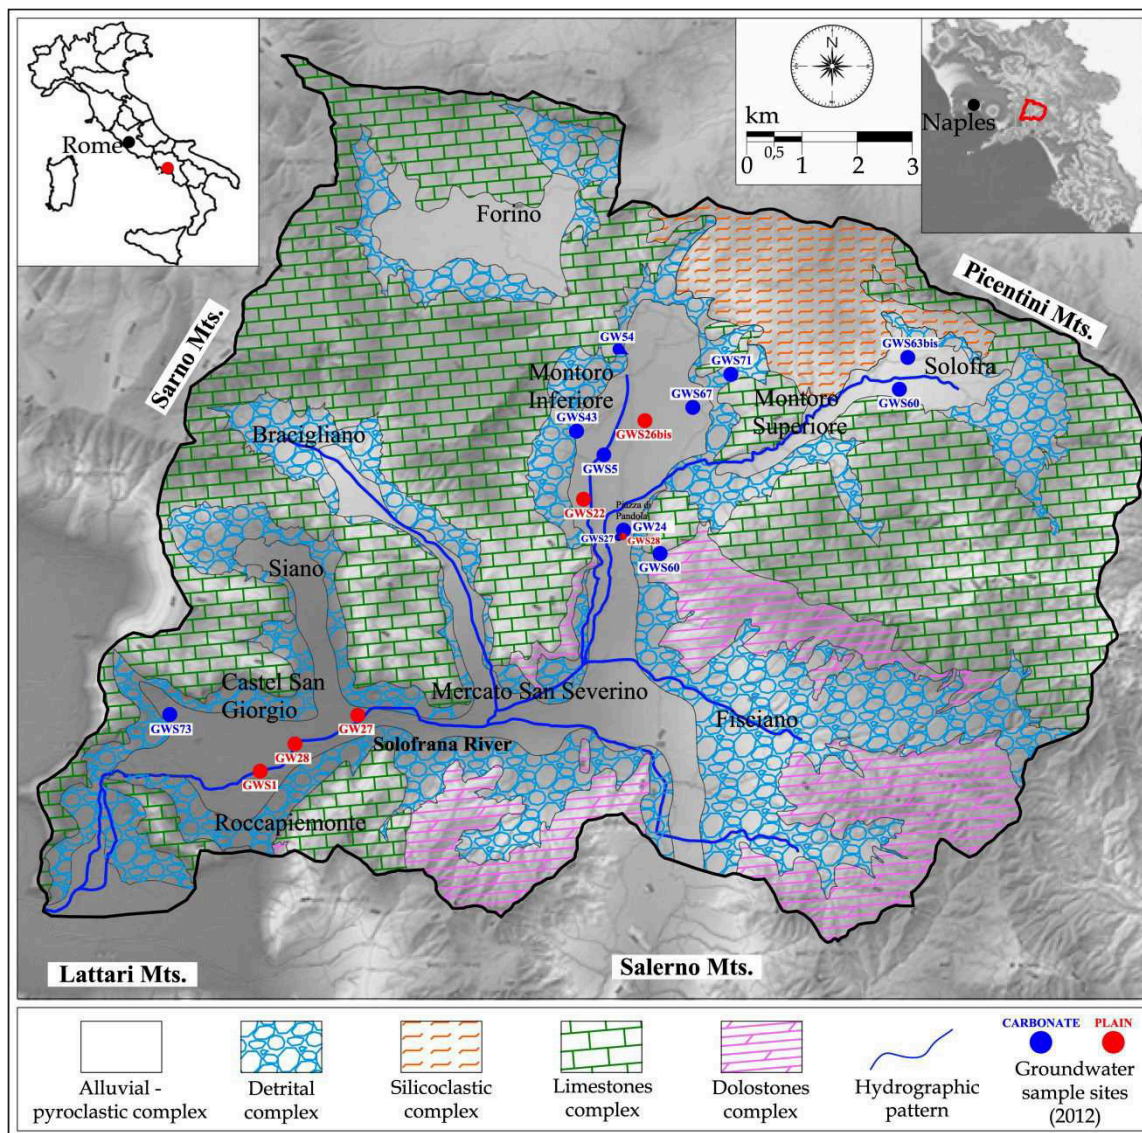 Rome
N
km
0
0,5
1
2
3
Naples
Forino
Picentini Mts.
Sarno Mts.
GW54
GWS63bis
Solofra
GWS71
Montoro
Inferiore
GWS67
GWS60
Montoro
Superiore
GWS43
GWS26bis
Bracigliano
GWS5
GWS22
Piazza di
Pandola
GW24
GWS27
GWS28
GWS60
Siano
Castel San
Giorgio
Mercato San Severino
GWS73
GW27
Fisciano
GW28
Solofrana River
GWS1
Roccapiemonte
Lattari Mts.
Salerno Mts.
CARBONATE
PLAIN
Alluvial -
pyroclastic complex
Detrital
complex
Silicoclastic
complex
Limestones
complex
Dolostones
complex
Hydrographic
pattern
Groundwater
sample sites
(2012)